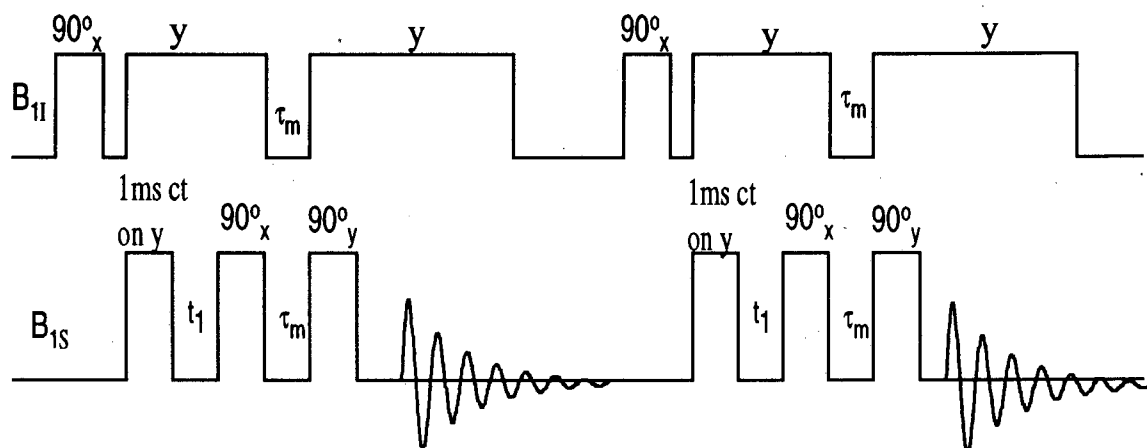 90°x y y 90°x y y
B1I τm τm
1ms ct 1ms ct
on y 90°x 90°y on y 90°x 90°y
B1S t1 τm t1 τm